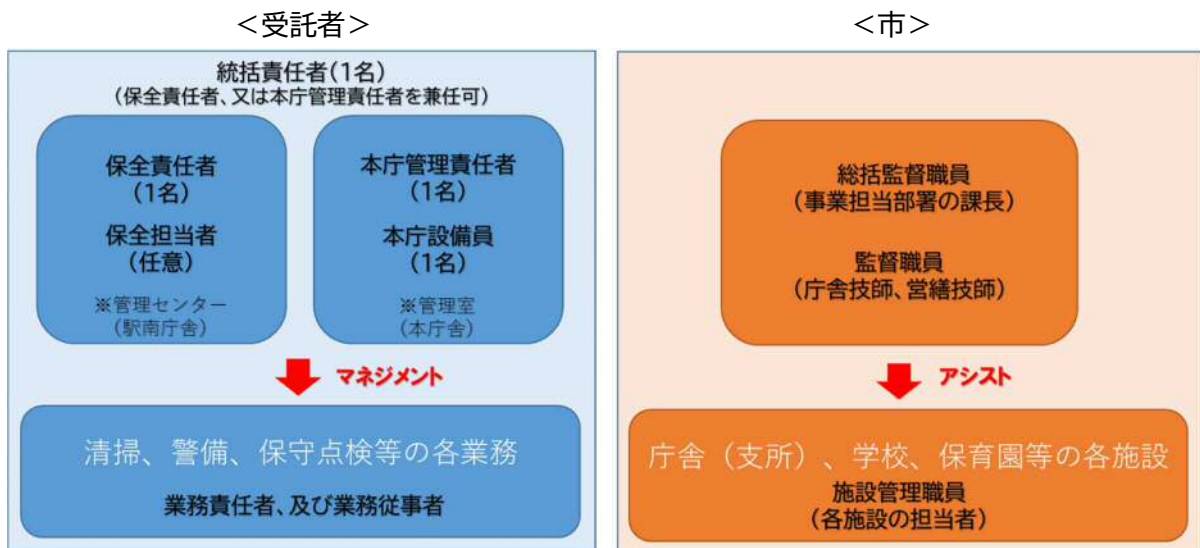 ＜受託者＞
統括責任者(1名)
(保全責任者、又は本庁管理責任者を兼任可)
保全責任者
(1名)
保全担当者
(任意)
※管理センター
(駅南庁舎)
本庁管理責任者
(1名)
本庁設備員
(1名)
※管理室
(本庁舎)
マネジメント
清掃、警備、保守点検等の各業務
業務責任者、及び業務従事者
＜市＞
総括監督職員
(事業担当部署の課長)
監督職員
(庁舎技師、営繕技師)
アシスト
庁舎（支所）、学校、保育園等の各施設
施設管理職員
(各施設の担当者)